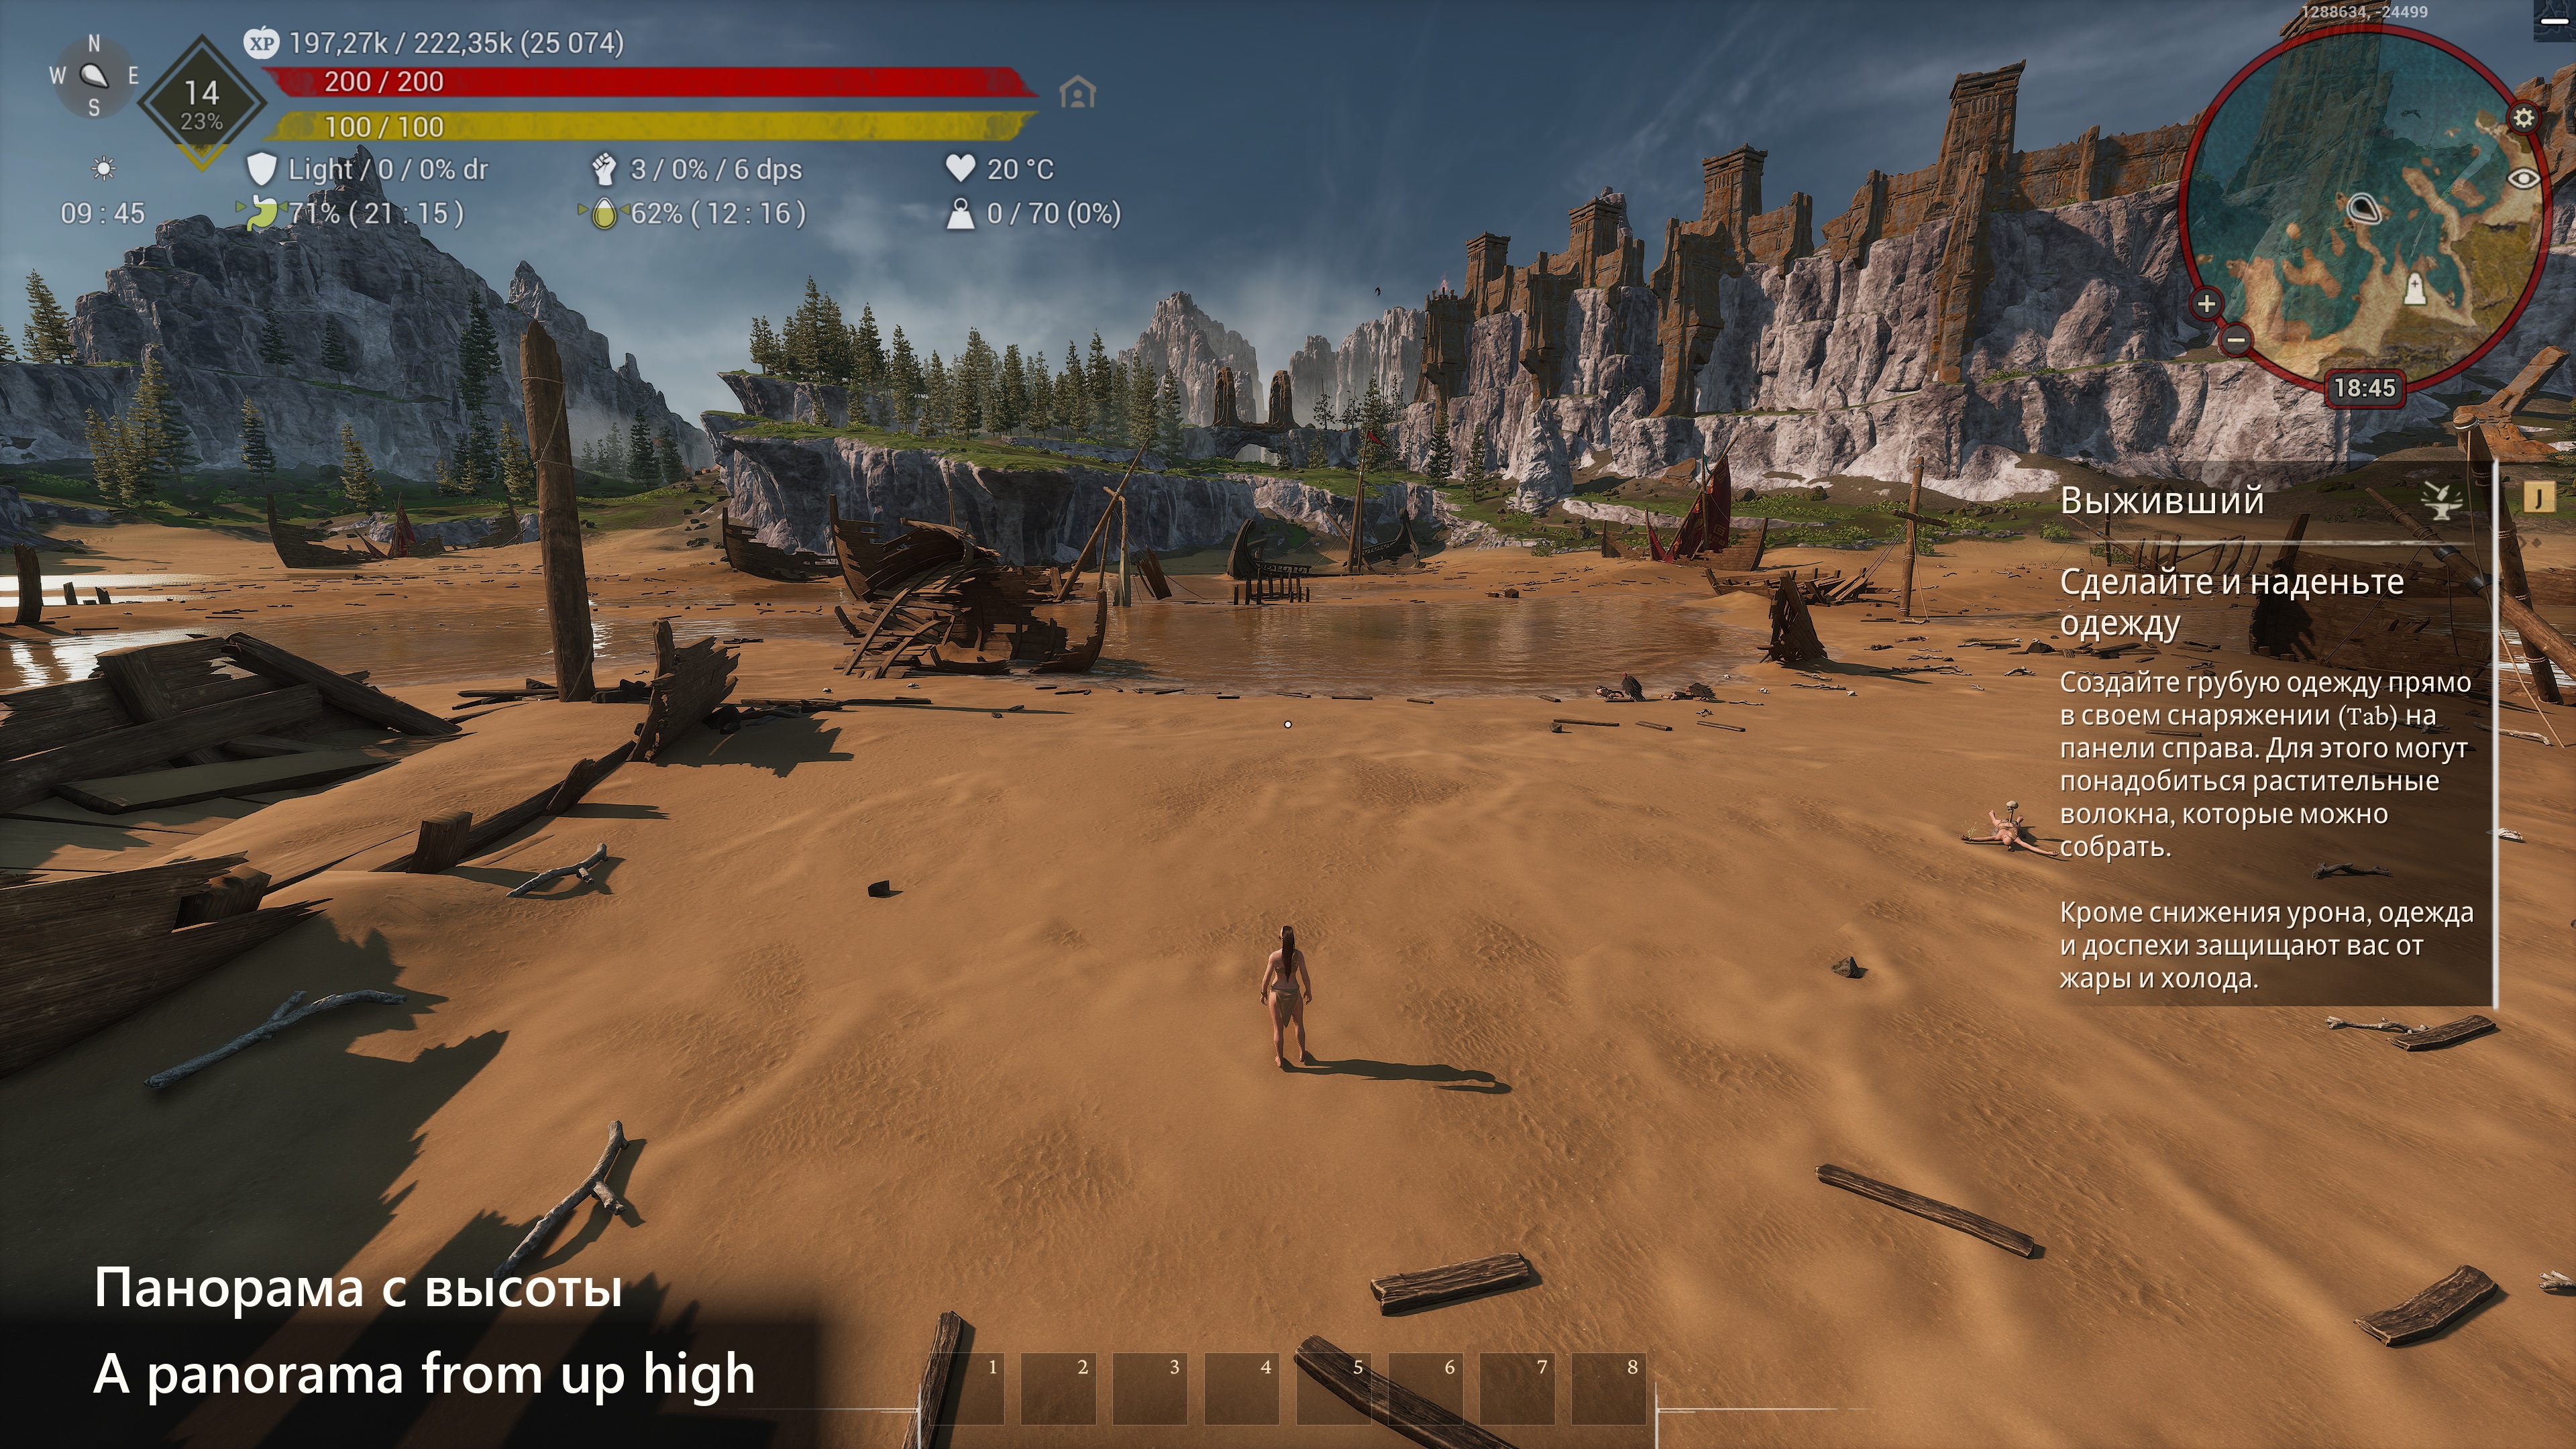 1288634, -24499
N
W E
S
XP 197,27k / 222,35k (25 074)
14
23%
200 / 200
100 / 100
Light / 0 / 0% dr
3 / 0% / 6 dps
20 °C
09 : 45
71% ( 21 : 15 )
62% ( 12 : 16 )
0 / 70 (0%)
18:45
Выживший
J
Сделайте и наденьте
одежду
Создайте грубую одежду прямо
в своем снаряжении (Tab) на
панели справа. Для этого могут
понадобиться растительные
волокна, которые можно
собрать.
Кроме снижения урона, одежда
и доспехи защищают вас от
жары и холода.
Панорама с высоты
A panorama from up high
1 2 3 4 5 6 7 8